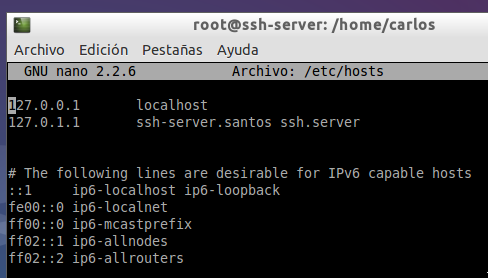 root@ssh-server: /home/carlos
Archivo Edición Pestañas Ayuda
GNU nano 2.2.6 Archivo: /etc/hosts
127.0.0.1 localhost
127.0.1.1 ssh-server.santos ssh.server
# The following lines are desirable for IPv6 capable hosts
::1 ip6-localhost ip6-loopback
fe00::0 ip6-localnet
ff00::0 ip6-mcastprefix
ff02::1 ip6-allnodes
ff02::2 ip6-allrouters